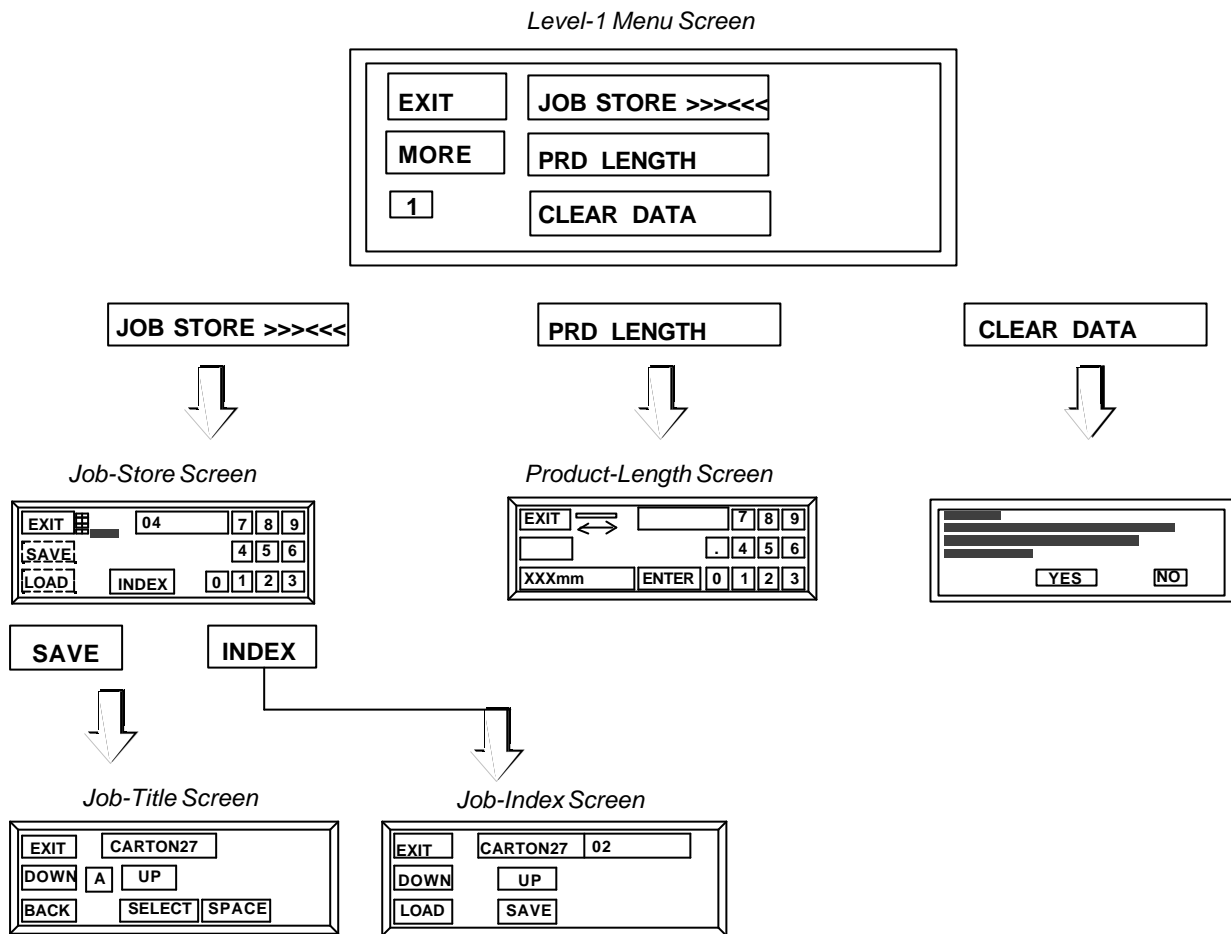 Level-1 Menu Screen
EXIT JOB STORE >>><<<
MORE PRD LENGTH
1 CLEAR DATA
JOB STORE >>><<< PRD LENGTH CLEAR DATA
Job-Store Screen
EXIT 04 7 8 9
SAVE 4 5 6
LOAD INDEX 0 1 2 3
Product-Length Screen
EXIT 7 8 9
. 4 5 6
XXXmm ENTER 0 1 2 3
YES NO
SAVE INDEX
Job-Title Screen
EXIT CARTON27
DOWN A UP
BACK SELECT SPACE
Job-Index Screen
EXIT CARTON27 02
DOWN UP
LOAD SAVE